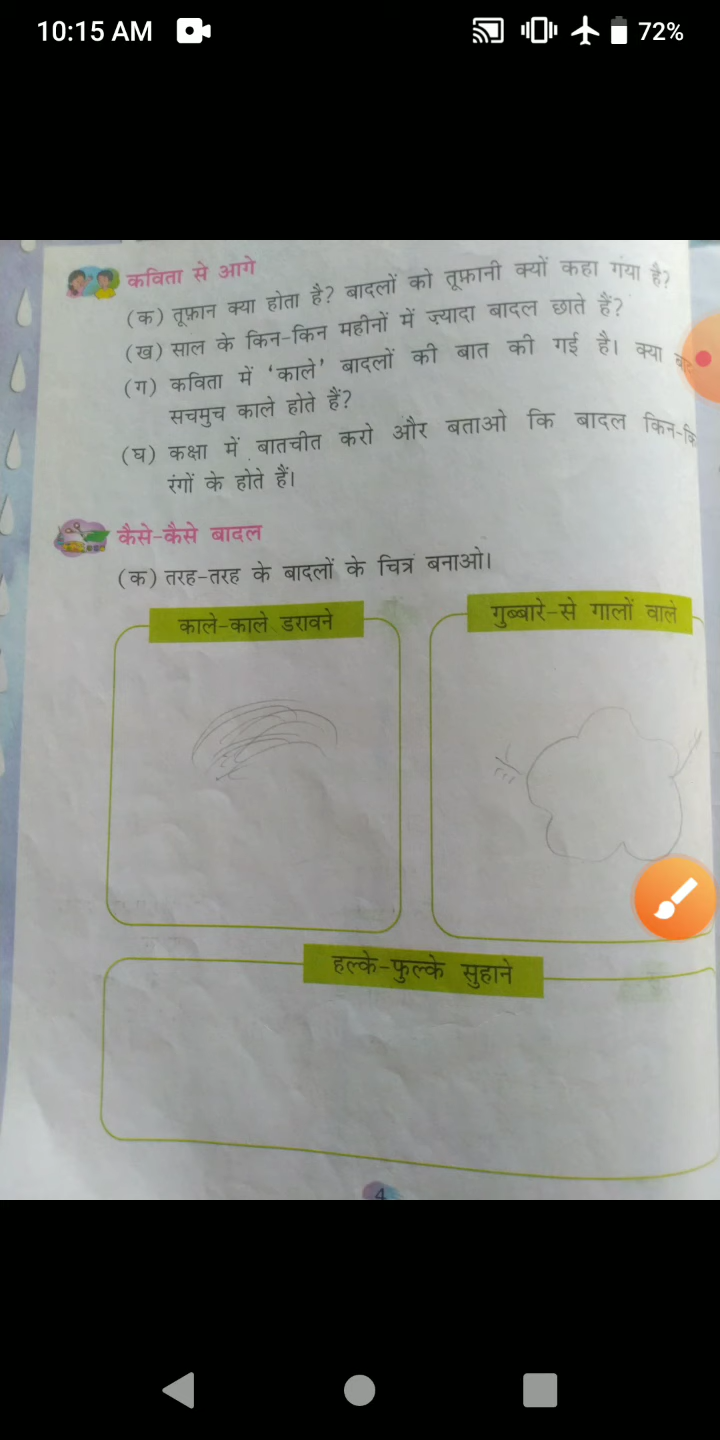 10:15 AM
72%
कविता से आगे
(क) तूफ़ान क्या होता है? बादलों को तूफ़ानी क्यों कहा गया है?
(ख) साल के किन-किन महीनों में ज़्यादा बादल छाते हैं?
(ग) कविता में ‘काले’ बादलों की बात की गई है। क्या
सचमुच काले होते हैं?
(घ) कक्षा में बातचीत करो और बताओ कि बादल किन-कि
रंगों के होते हैं।
कैसे-कैसे बादल
(क) तरह-तरह के बादलों के चित्र बनाओ।
काले-काले डरावने
गुब्बारे-से गालों वाले
हल्के-फुल्के सुहाने
4